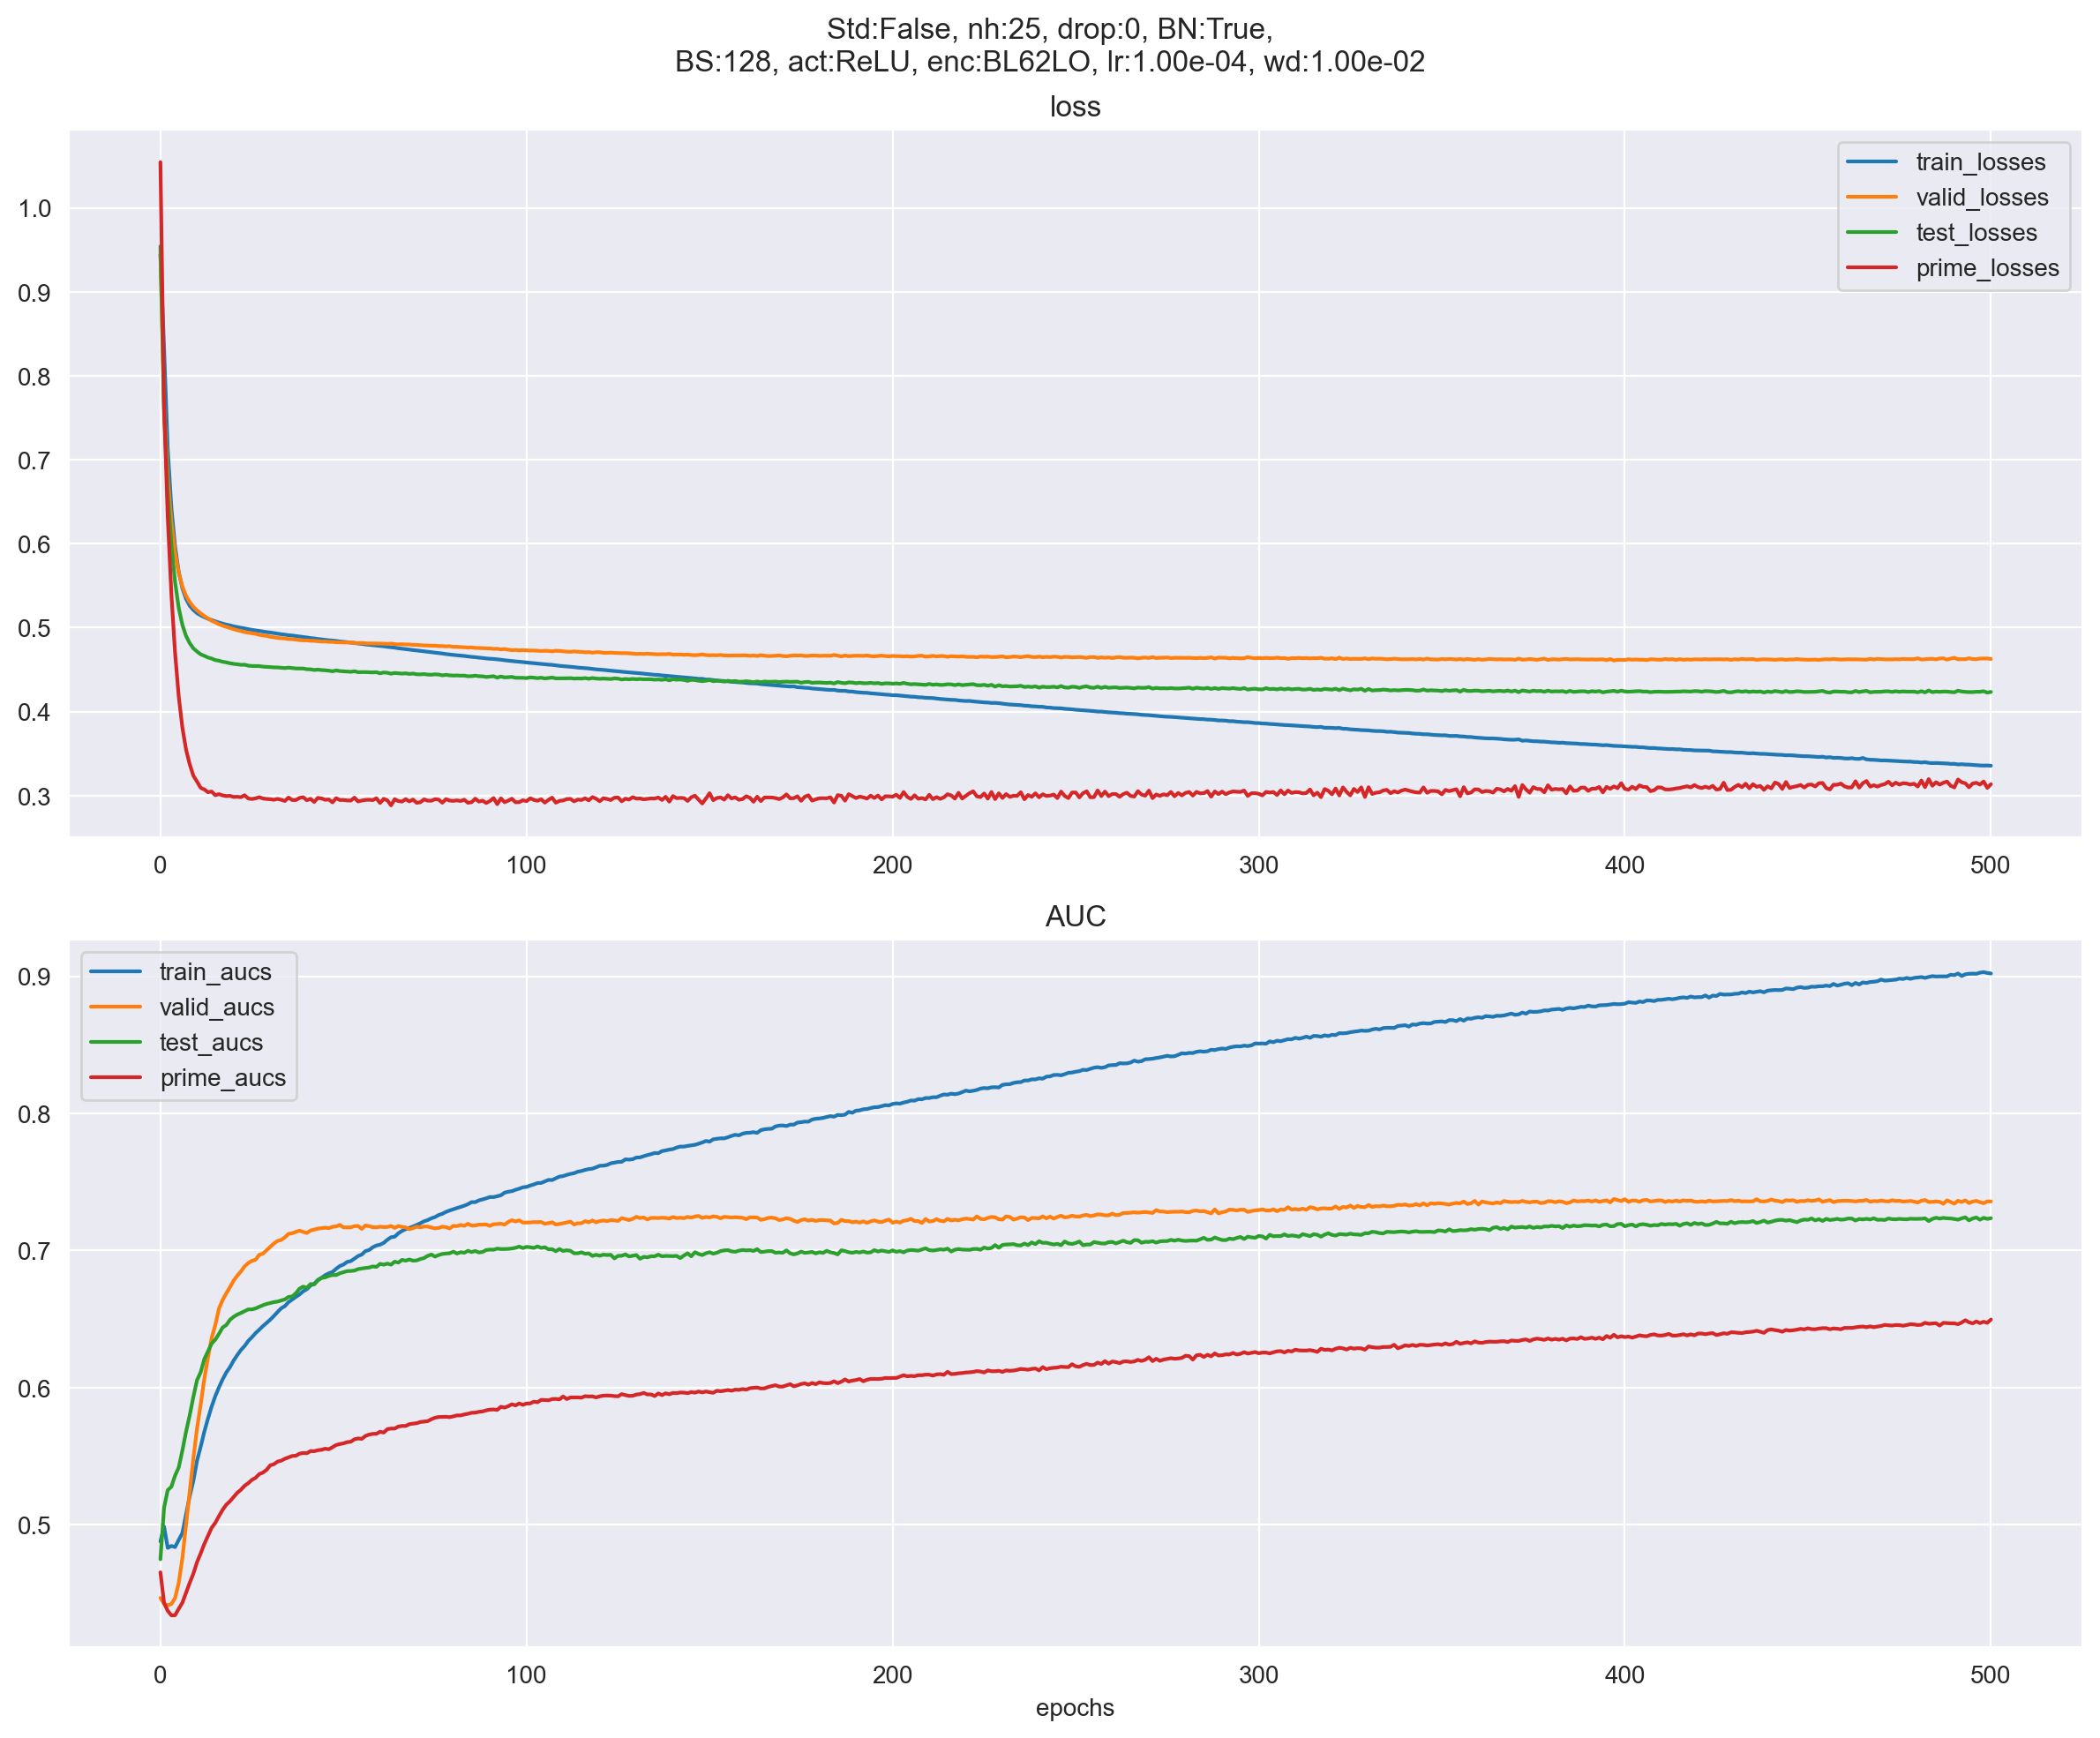 Std:False, nh:25, drop:0, BN:True,
BS:128, act:ReLU, enc:BL62LO, lr:1.00e-04, wd:1.00e-02
loss
1.0
0.9
0.8
0.7
0.6
0.5
0.4
0.3
train_losses
valid_losses
test_losses
prime_losses
0 100 200 300 400 500
AUC
0.9
0.8
0.7
0.6
0.5
train_aucs
valid_aucs
test_aucs
prime_aucs
0 100 200 300 400 500
epochs